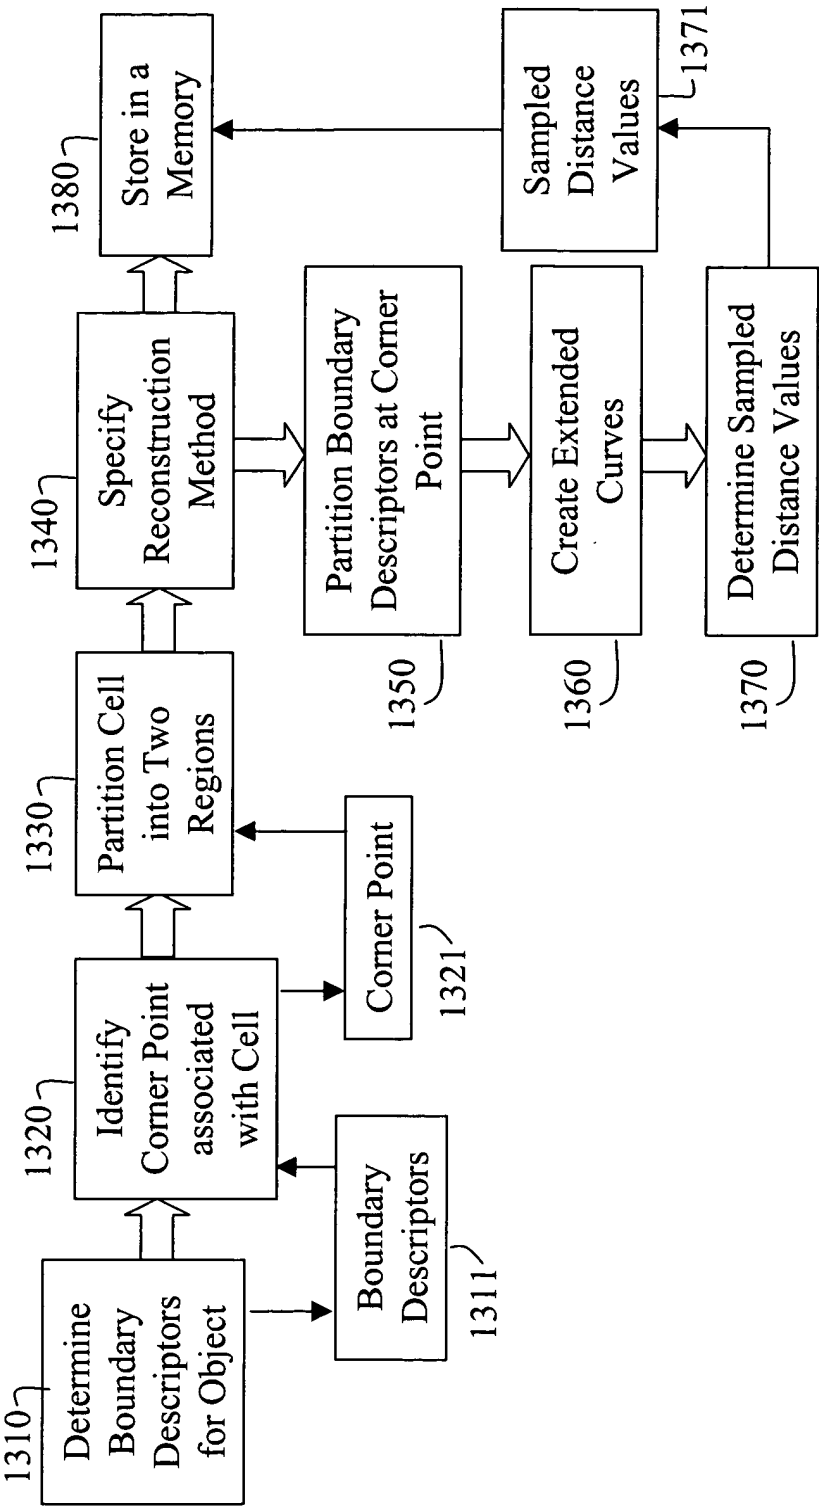 1310
Determine
Boundary
Descriptors
for Object
Boundary
Descriptors
1311
1320
Identify
Corner Point
associated
with Cell
Corner Point
1321
1330
Partition Cell
into Two
Regions
1340
Specify
Reconstruction
Method
1380
Store in a
Memory
Partition Boundary
Descriptors at Corner
Point
1350
Create Extended
Curves
1360
Determine Sampled
Distance Values
1370
Sampled
Distance
Values
1371